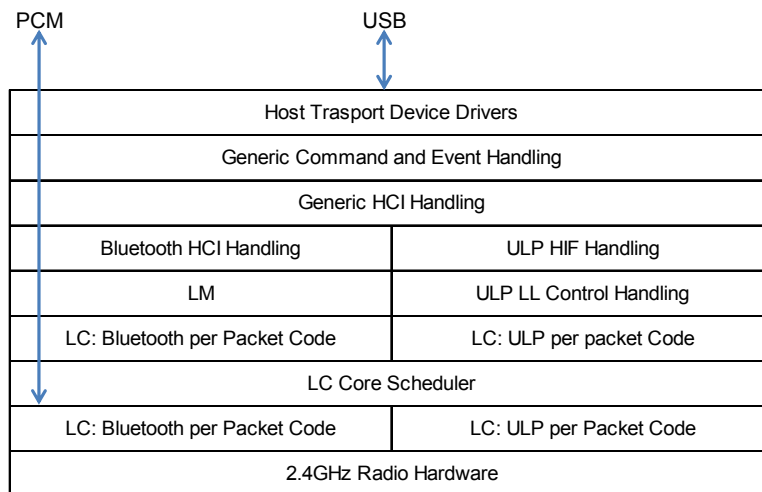 PCM
USB
Host Trasport Device Drivers
Generic Command and Event Handling
Generic HCI Handling
Bluetooth HCI Handling
ULP HIF Handling
LM
ULP LL Control Handling
LC: Bluetooth per Packet Code
LC: ULP per packet Code
LC Core Scheduler
LC: Bluetooth per Packet Code
LC: ULP per Packet Code
2.4GHz Radio Hardware